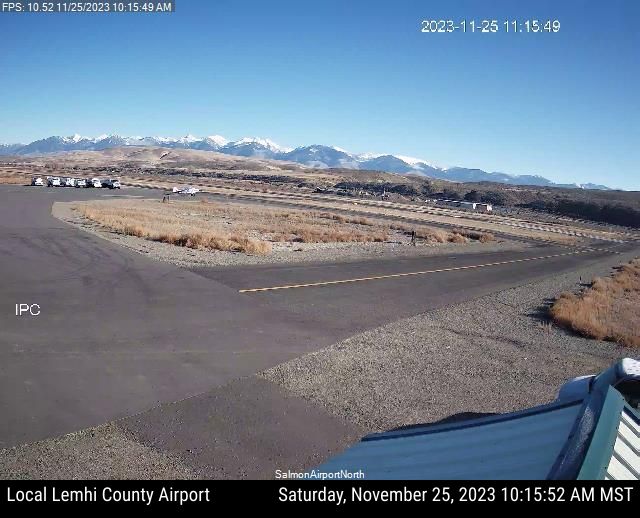 FPS: 10.52 11/25/2023 10:15:49 AM
2023-11-25 11:15:49
IPC
SalmonAirportNorth
Local Lemhi County Airport
Saturday, November 25, 2023 10:15:52 AM MST